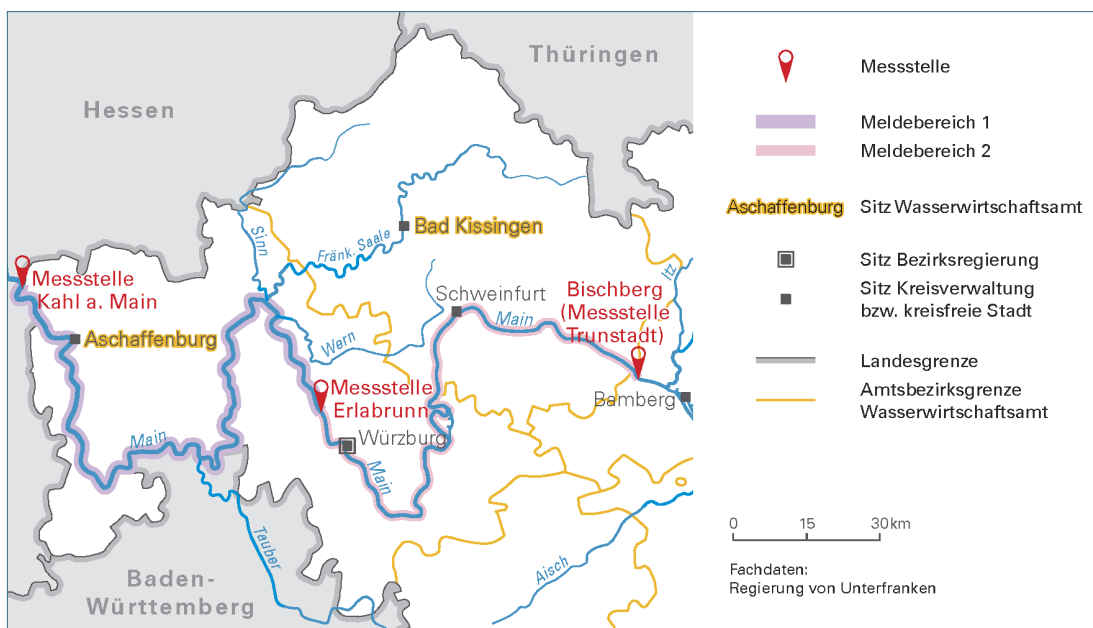 Thüringen
Hessen
Sinn
Fränk. Saale
Bad Kissingen
Itz
Messstelle
Kahl a. Main
Schweinfurt
Main
Bischberg
(Messstelle
Trunstadt)
Aschaffenburg
Wern
Messstelle
Erlabrunn
Bamberg
Main
Würzburg
Main
Tauber
Aisch
Baden-
Württemberg
Messstelle
Meldebereich 1
Meldebereich 2
Aschaffenburg Sitz Wasserwirtschaftsamt
Sitz Bezirksregierung
Sitz Kreisverwaltung
bzw. kreisfreie Stadt
Landesgrenze
Amtsbezirksgrenze
Wasserwirtschaftsamt
0 15 30 km
Fachdaten:
Regierung von Unterfranken